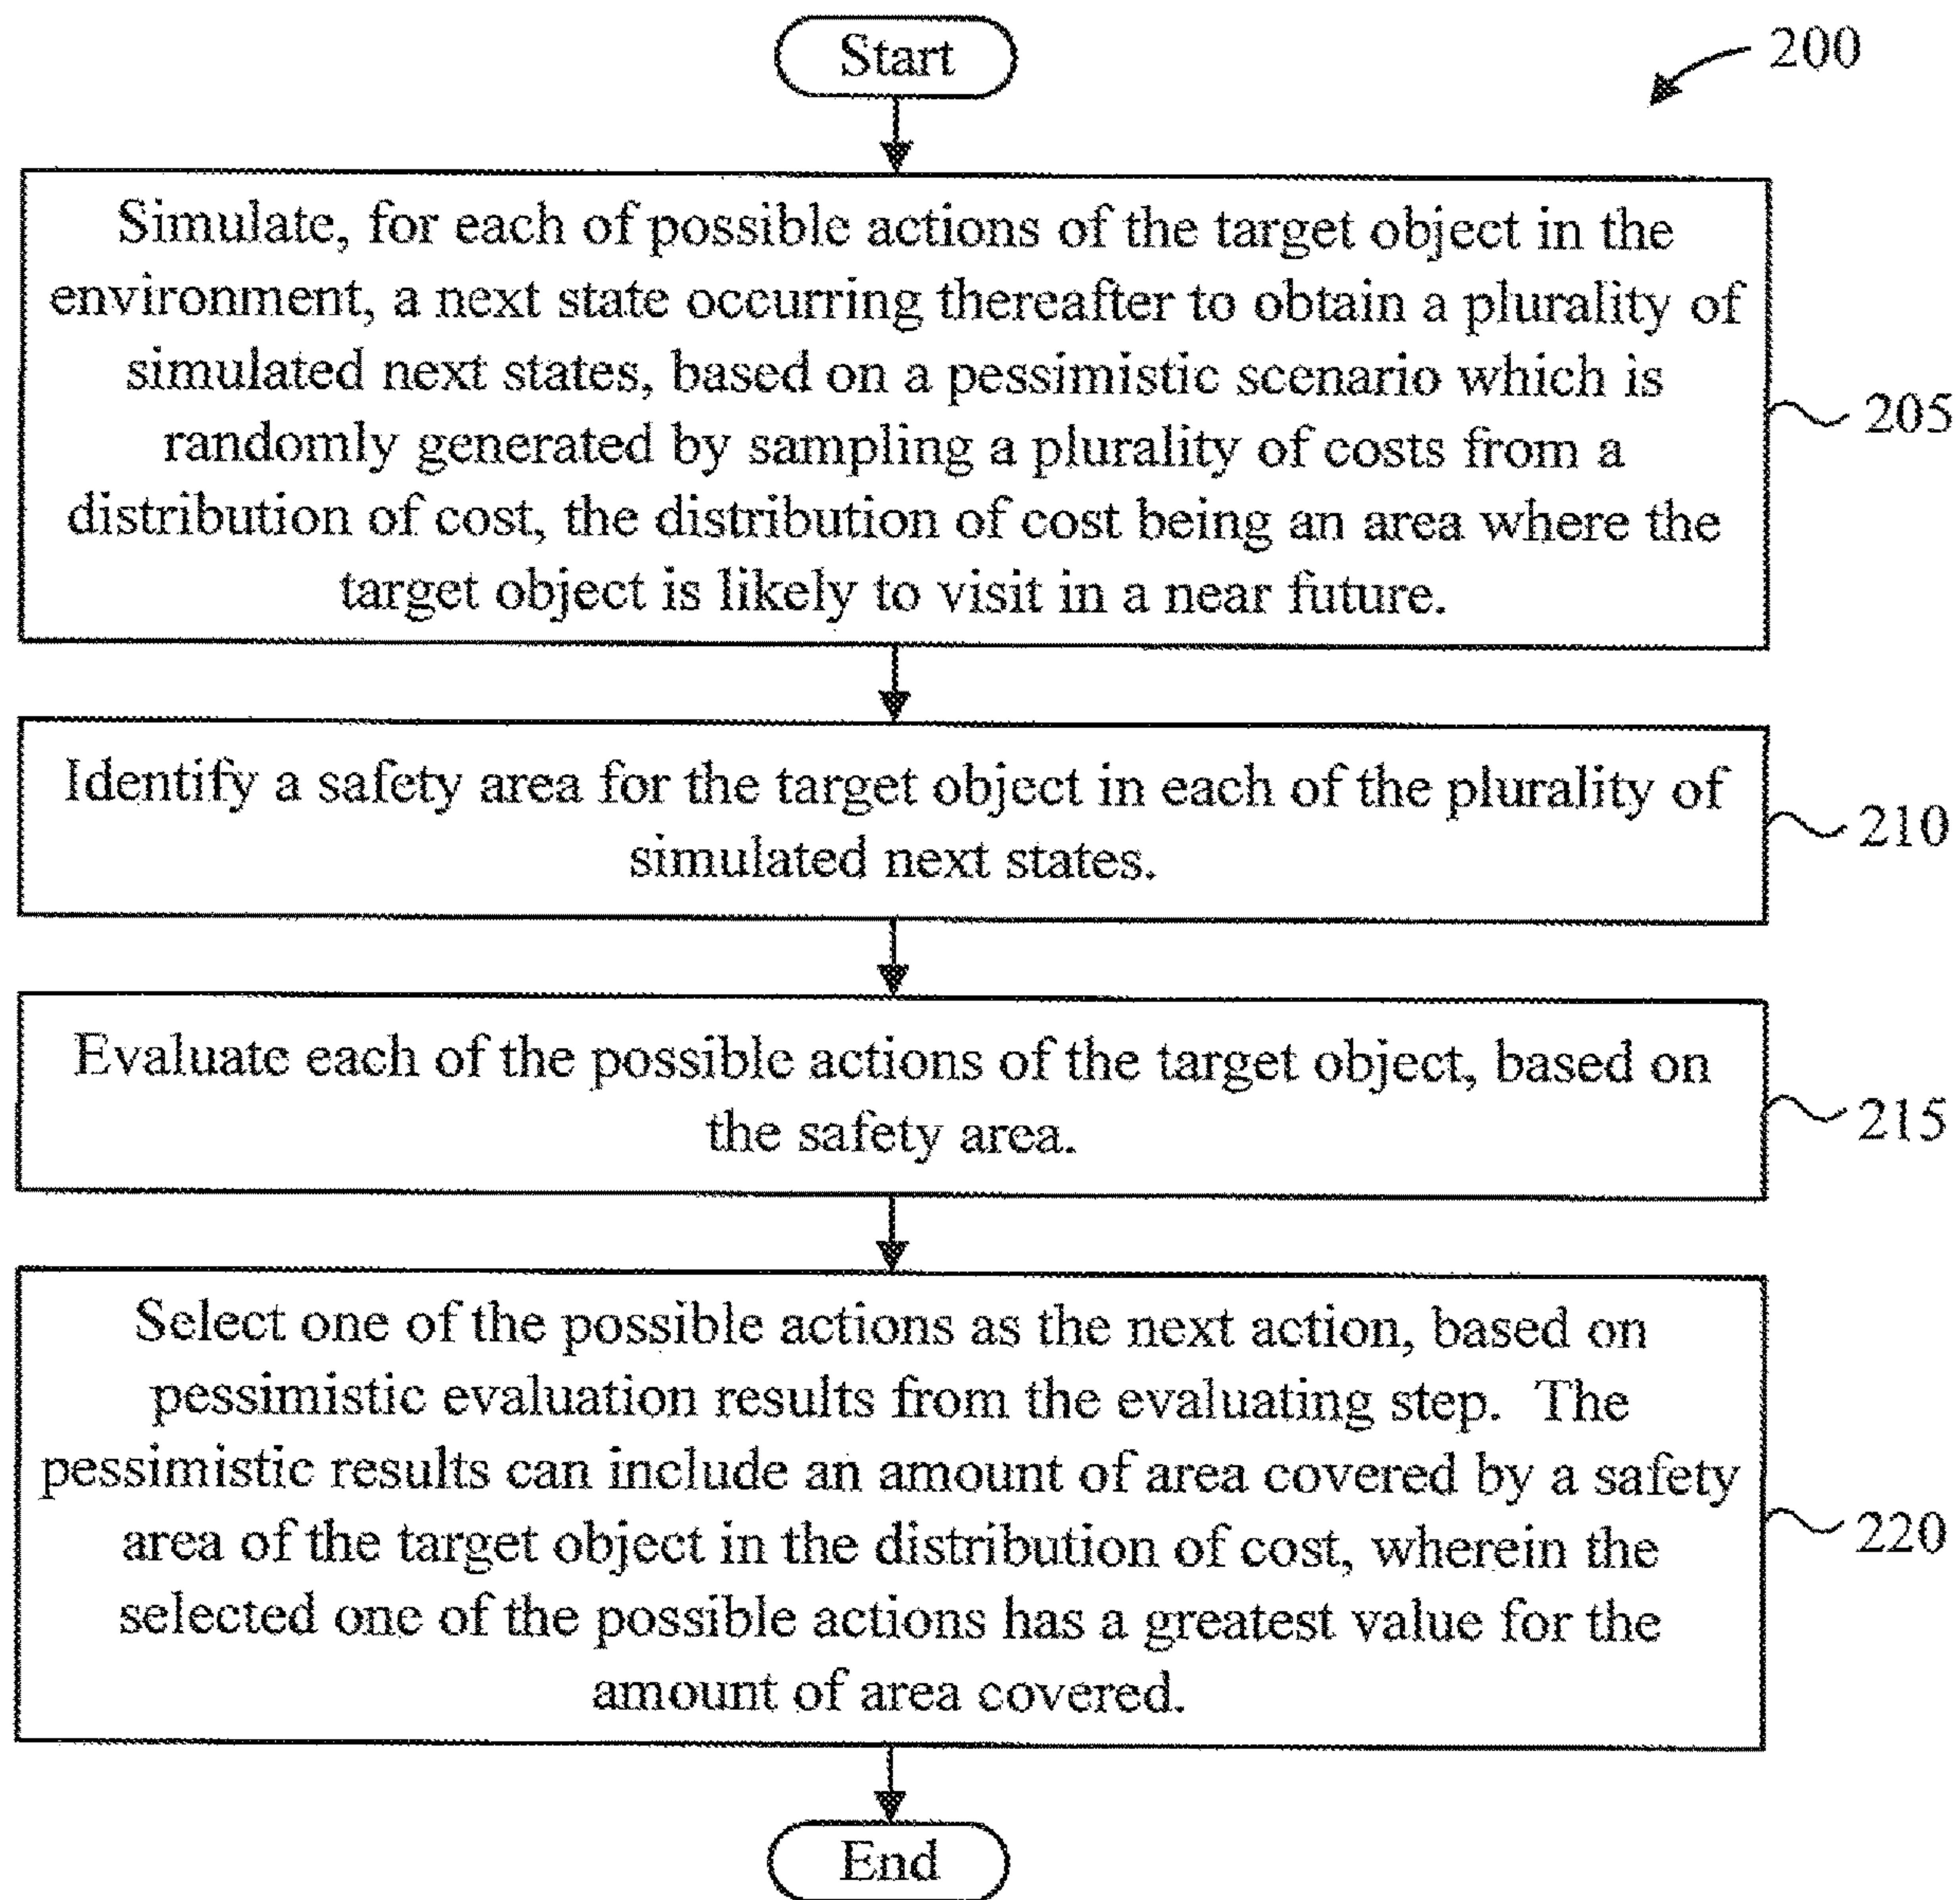 Start
200
Simulate, for each of possible actions of the target object in the
environment, a next state occurring thereafter to obtain a plurality of
simulated next states, based on a pessimistic scenario which is
randomly generated by sampling a plurality of costs from a
distribution of cost, the distribution of cost being an area where the
target object is likely to visit in a near future.
205
Identify a safety area for the target object in each of the plurality of
simulated next states.
210
Evaluate each of the possible actions of the target object, based on
the safety area.
215
Select one of the possible actions as the next action, based on
pessimistic evaluation results from the evaluating step. The
pessimistic results can include an amount of area covered by a safety
area of the target object in the distribution of cost, wherein the
selected one of the possible actions has a greatest value for the
amount of area covered.
220
End